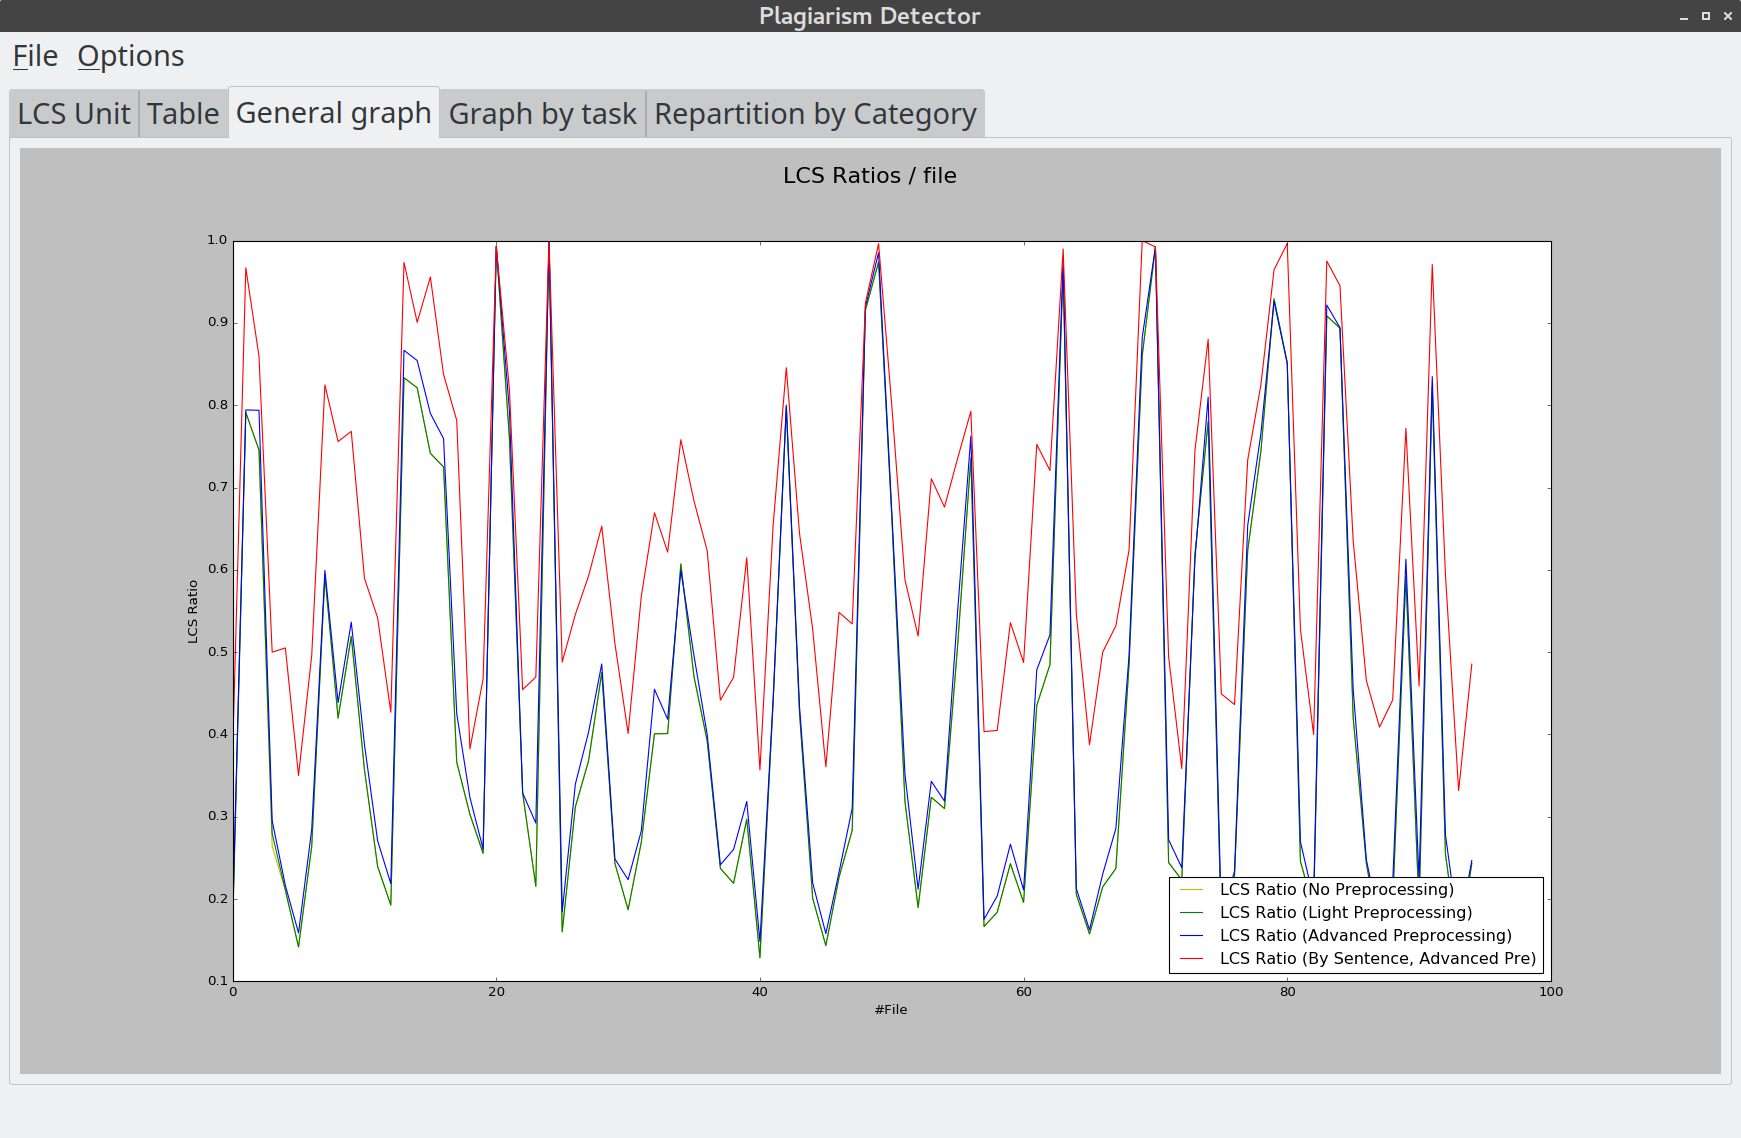 Plagiarism Detector
File Options
LCS Unit Table General graph Graph by task Repartition by Category
LCS Ratios / file
1.0
0.9
0.8
0.7
0.6
0.5
0.4
0.3
0.2
0.1
LCS Ratio
0 20 40 60 80 100
#File
LCS Ratio (No Preprocessing)
LCS Ratio (Light Preprocessing)
LCS Ratio (Advanced Preprocessing)
LCS Ratio (By Sentence, Advanced Pre)